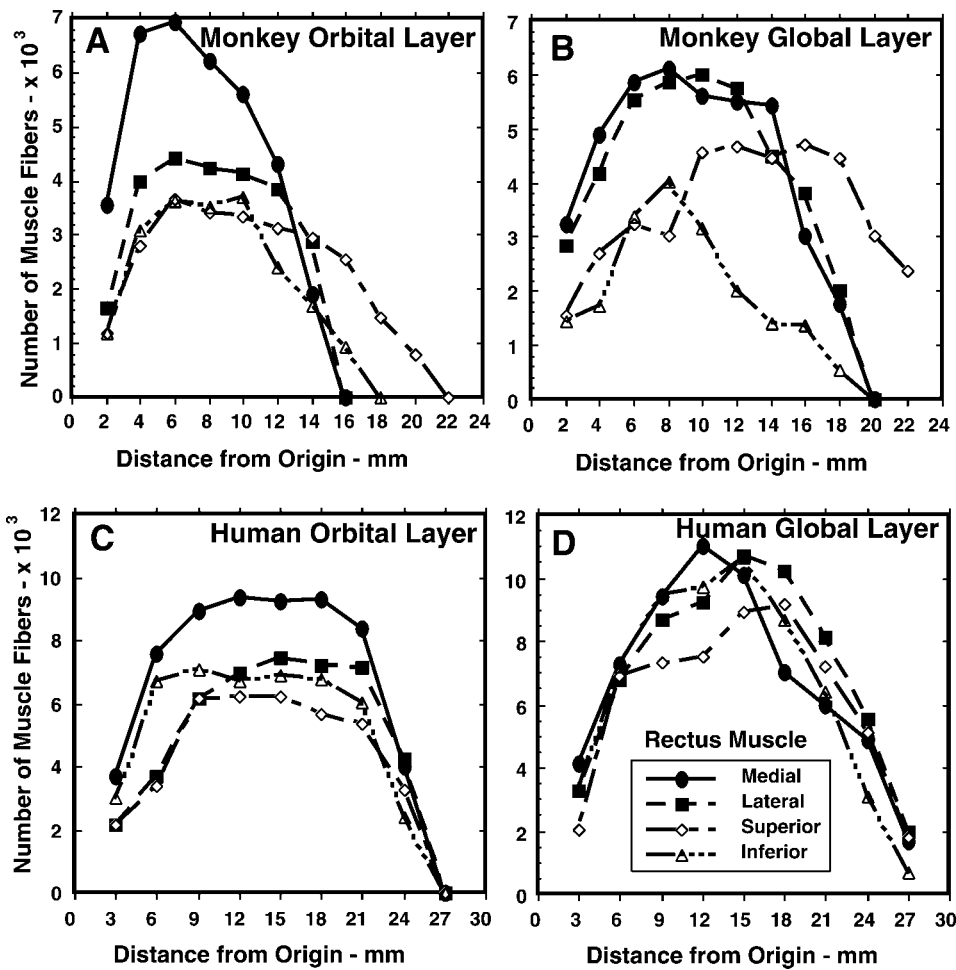 A
Monkey Orbital Layer
Number of Muscle Fibers - x 10³
7
6
5
4
3
2
1
0
0 2 4 6 8 10 12 14 16 18 20 22 24
Distance from Origin - mm
B
Monkey Global Layer
7
6
5
4
3
2
1
0
0 2 4 6 8 10 12 14 16 18 20 22 24
Distance from Origin - mm
C
Human Orbital Layer
Number of Muscle Fibers - x 10³
12
10
8
6
4
2
0
0 3 6 9 12 15 18 21 24 27 30
Distance from Origin - mm
D
Human Global Layer
12
10
8
6
4
2
0
Rectus Muscle
Medial
Lateral
Superior
Inferior
0 3 6 9 12 15 18 21 24 27 30
Distance from Origin - mm